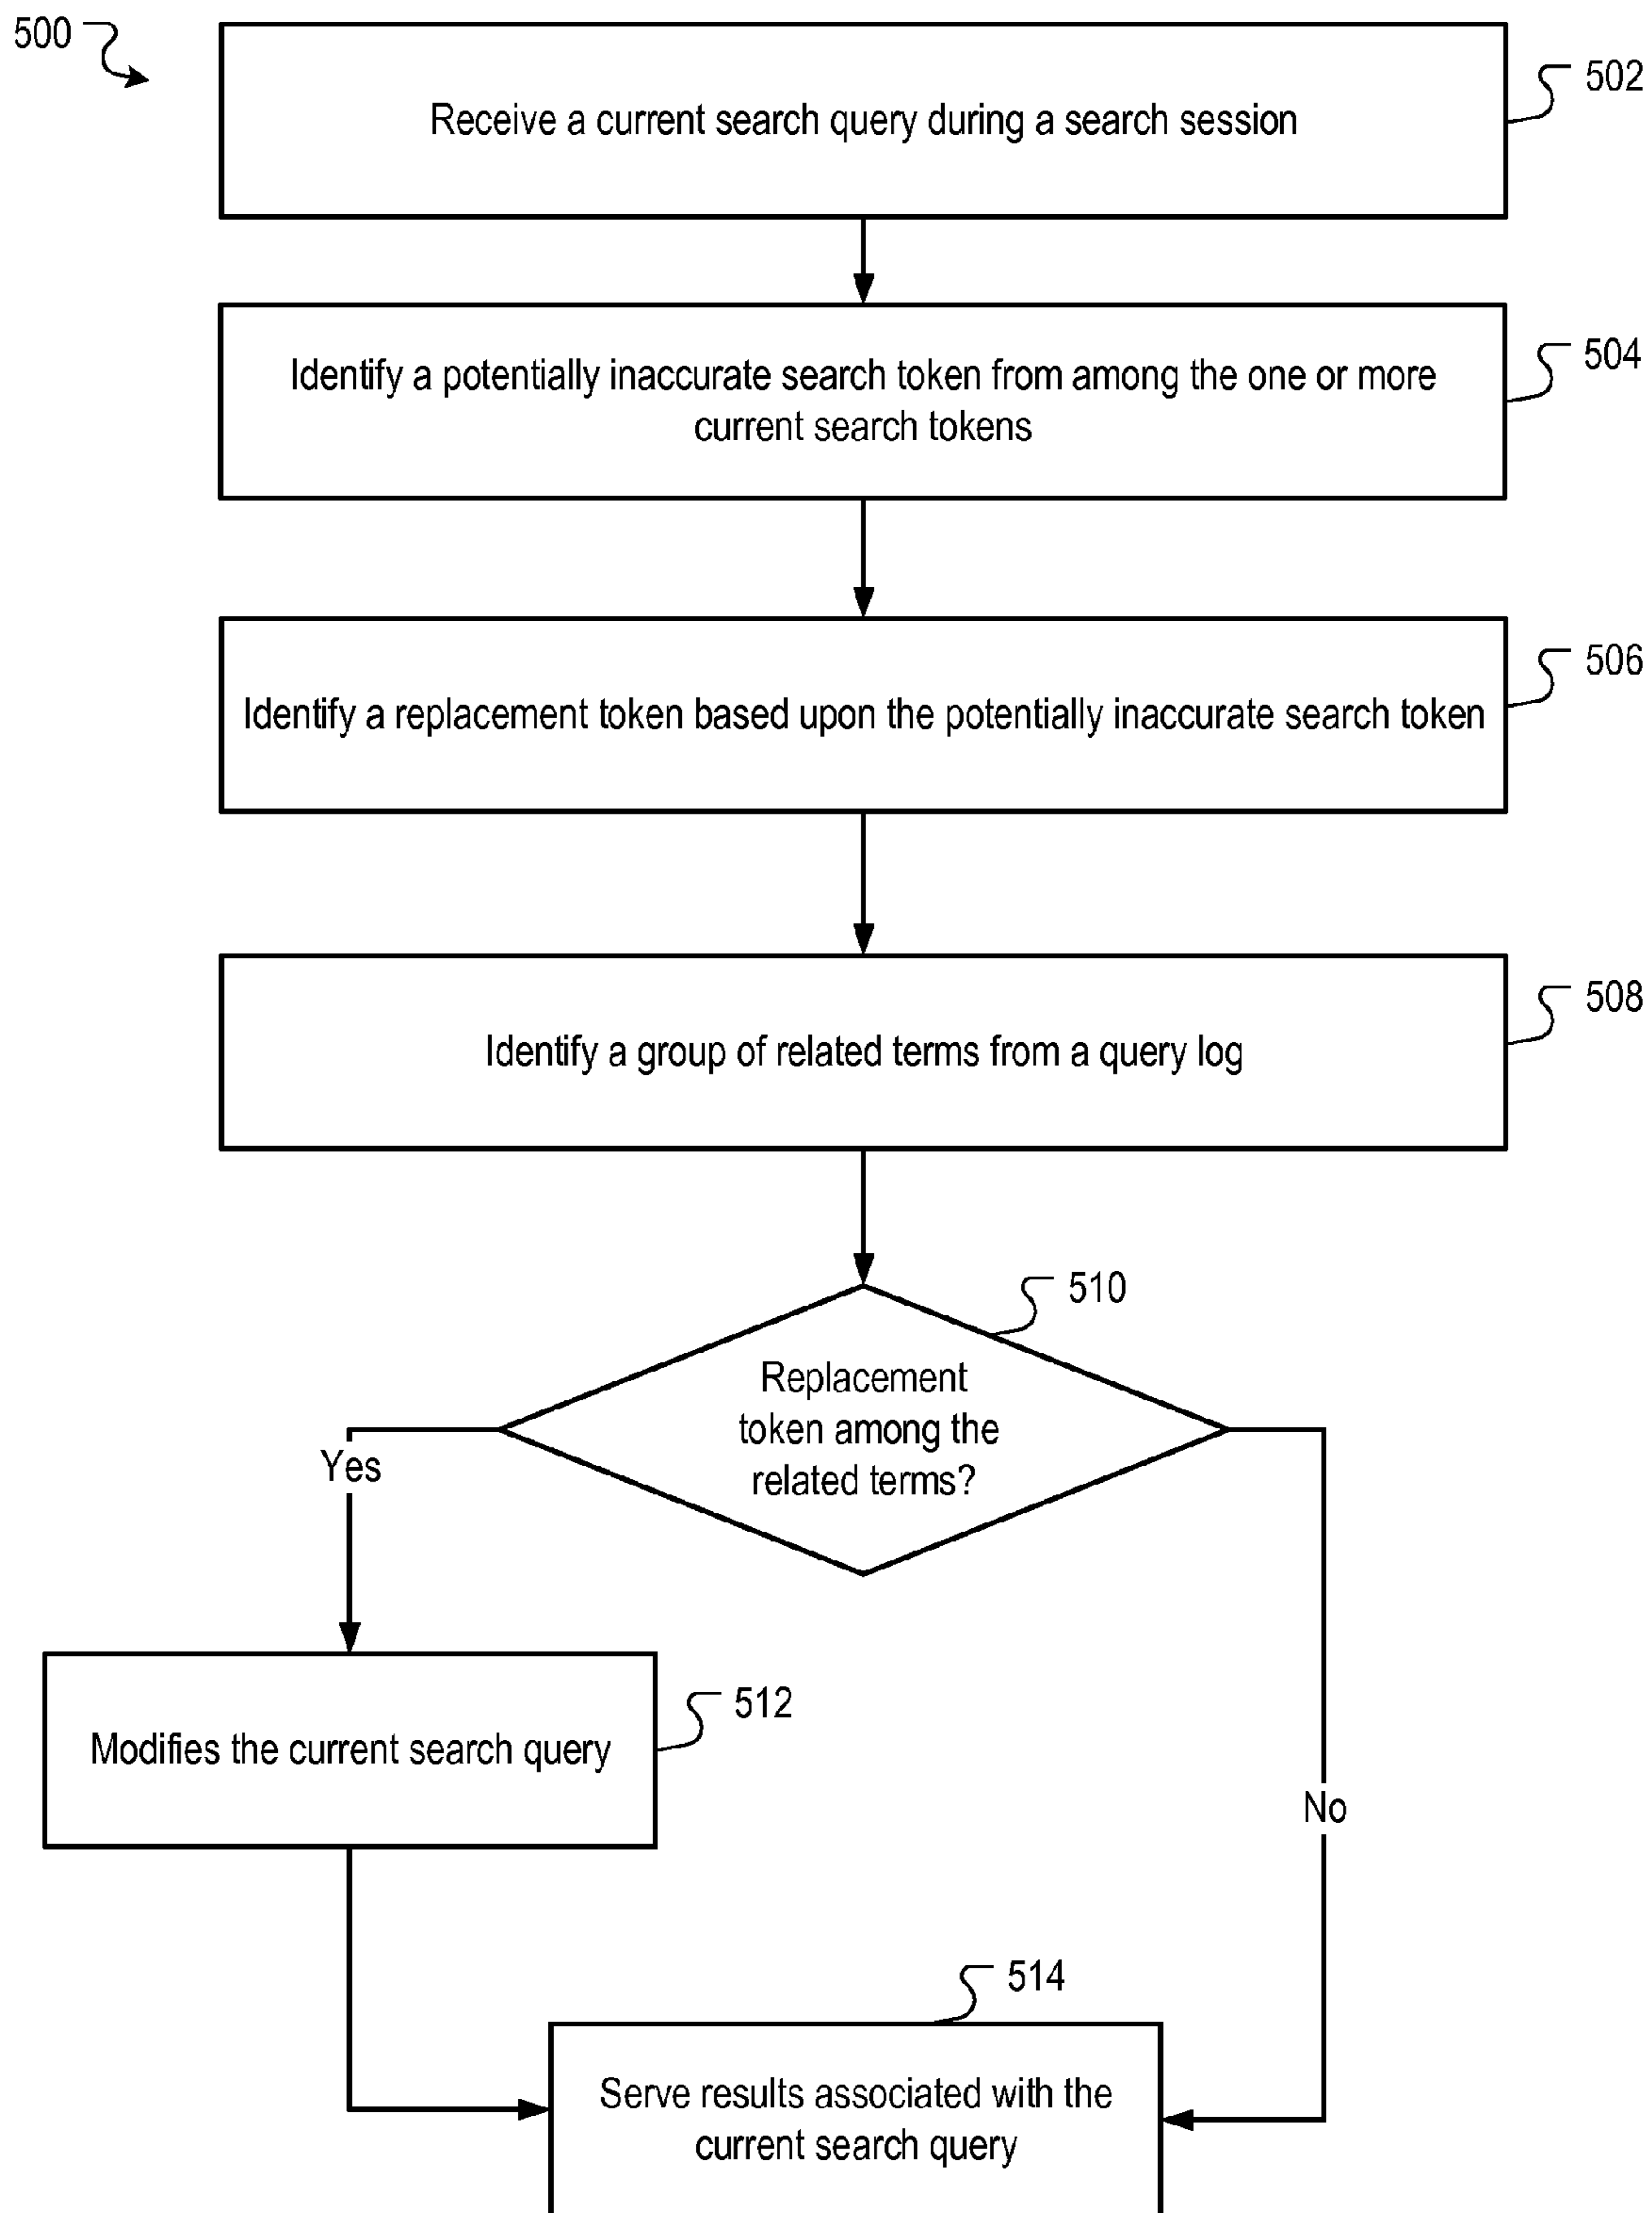 500
502
Receive a current search query during a search session
504
Identify a potentially inaccurate search token from among the one or more
current search tokens
506
Identify a replacement token based upon the potentially inaccurate search token
508
Identify a group of related terms from a query log
510
Replacement
token among the
related terms?
Yes
512
Modifies the current search query
No
514
Serve results associated with the
current search query